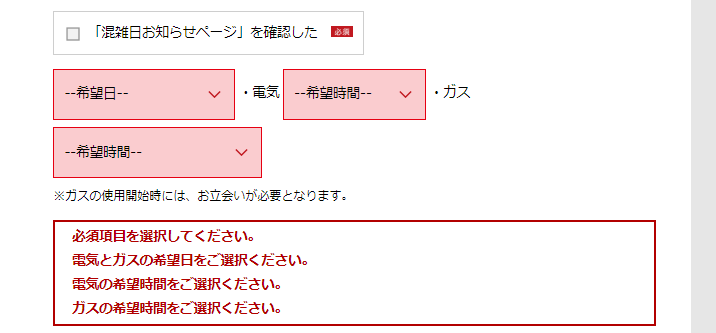 「混雑日お知らせページ」を確認した 必須
--希望日-- ・電気 --希望時間-- ・ガス
--希望時間--
※ガスの使用開始時には、お立会いが必要となります。
必須項目を選択してください。
電気とガスの希望日をご選択ください。
電気の希望時間をご選択ください。
ガスの希望時間をご選択ください。